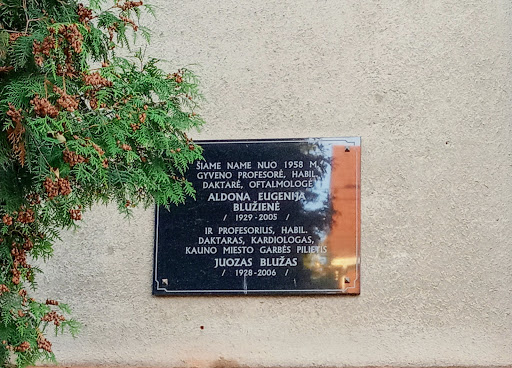 ŠIAME NAME NUO 1958 M.
GYVENO PROFESORĖ, HABIL.
DAKTARĖ, OFTALMOLOGĖ
ALDONA EUGENIJA
BLUŽIENĖ
/ 1929-2005 /
IR PROFESORIUS, HABIL.
DAKTARAS, KARDIOLOGAS,
KAUNO MIESTO GARBĖS PILIETIS
JUOZAS BLUŽAS
/ 1928-2006 /